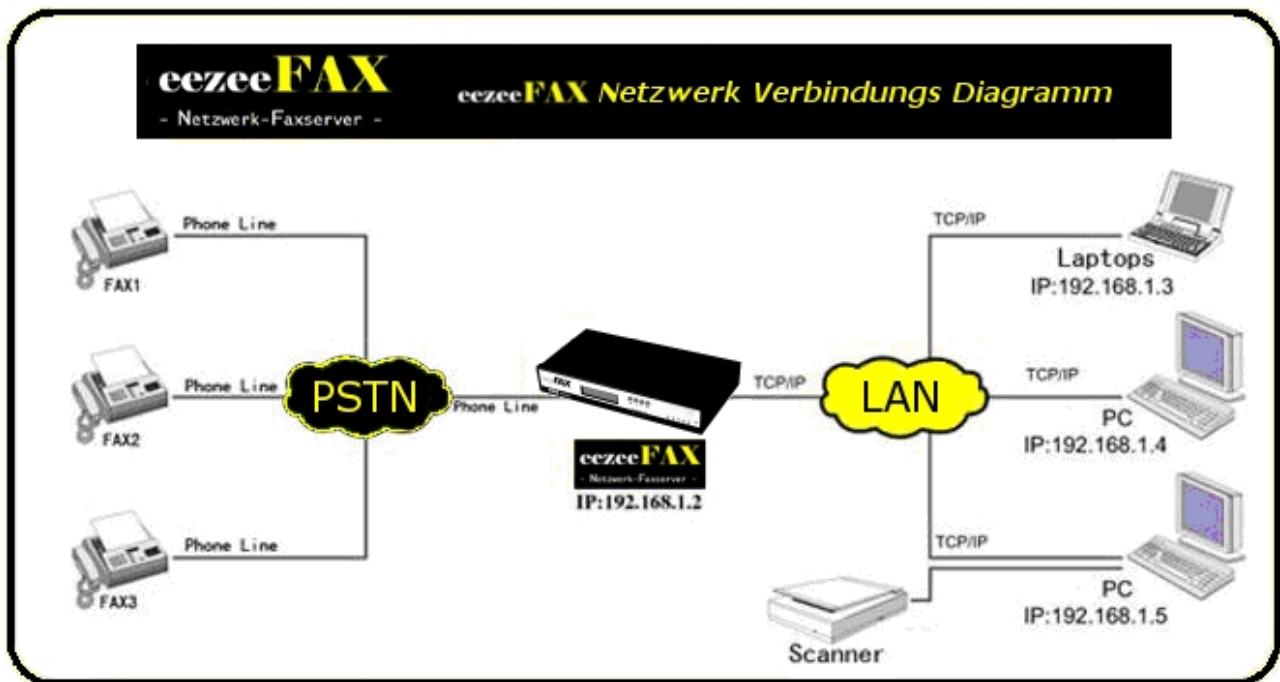 eezeeFAX
- Netzwerk-Faxserver -
eezeeFAX Netzwerk Verbindungs Diagramm
Phone Line
FAX1
Phone Line
FAX2
Phone Line
FAX3
PSTN
Phone Line
FAX
eezeeFAX
- Netzwerk-Faxserver -
IP:192.168.1.2
TCP/IP
LAN
TCP/IP
Laptops
IP:192.168.1.3
TCP/IP
PC
IP:192.168.1.4
TCP/IP
PC
IP:192.168.1.5
Scanner